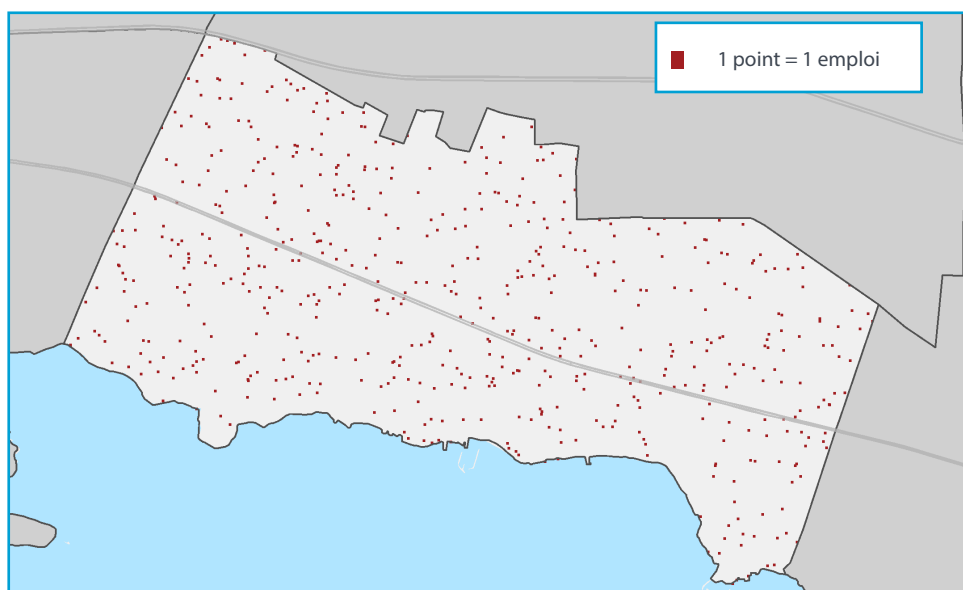 1 point = 1 emploi